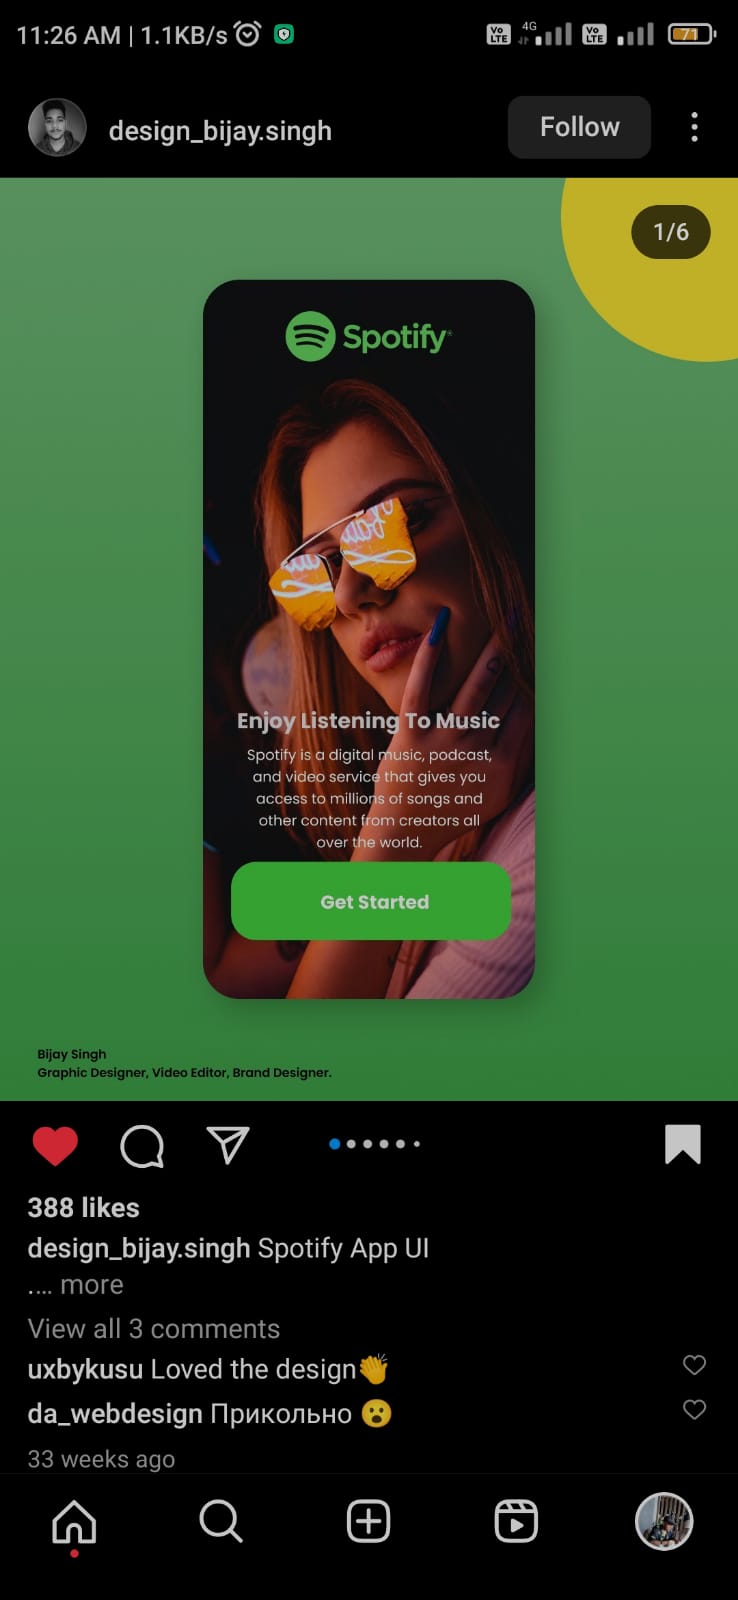 11:26 AM | 1.1KB/s
Vo LTE 4G Vo LTE 71
design_bijay.singh
Follow
1/6
Spotify®
Enjoy Listening To Music
Spotify is a digital music, podcast,
and video service that gives you
access to millions of songs and
other content from creators all
over the world.
Get Started
Bijay Singh
Graphic Designer, Video Editor, Brand Designer.
388 likes
design_bijay.singh Spotify App UI
.... more
View all 3 comments
uxbykusu Loved the design👏
da_webdesign Прикольно 😮
33 weeks ago